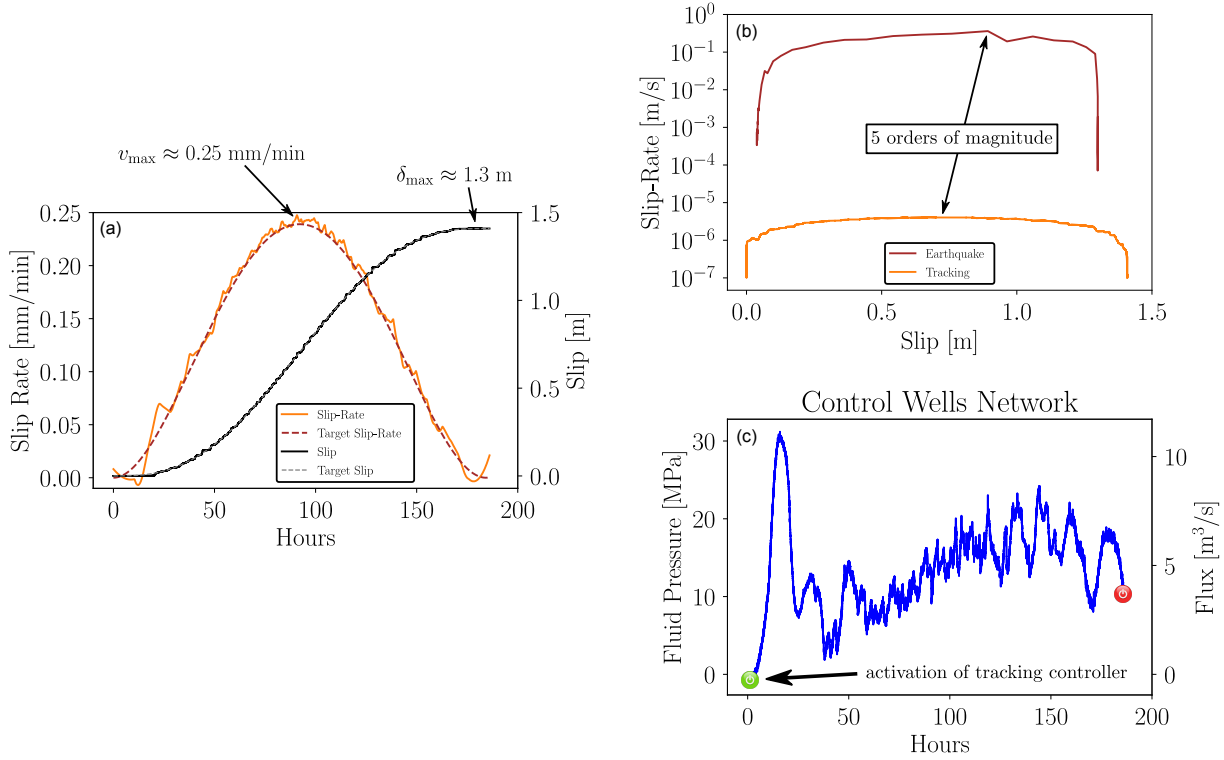 (a)
v_max ≈ 0.25 mm/min
δ_max ≈ 1.3 m
0.25
0.20
0.15
0.10
0.05
0.00
Slip Rate [mm/min]
1.5
1.0
0.5
0.0
Slip [m]
Slip-Rate
Target Slip-Rate
Slip
Target Slip
0
50
100
150
200
Hours
(b)
10^0
10^-1
10^-2
10^-3
10^-4
10^-5
10^-6
10^-7
Slip-Rate [m/s]
5 orders of magnitude
Earthquake
Tracking
0.0
0.5
1.0
1.5
Slip [m]
Control Wells Network
(c)
30
20
10
0
Fluid Pressure [MPa]
10
5
0
Flux [m³/s]
activation of tracking controller
0
50
100
150
200
Hours